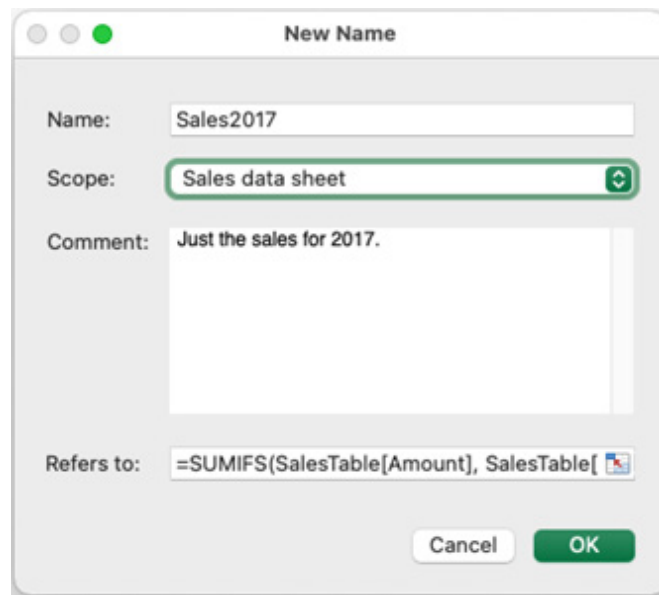 New Name
Name: Sales2017
Scope: Sales data sheet
Comment: Just the sales for 2017.
Refers to: =SUMIFS(SalesTable[Amount], SalesTable[
Cancel OK